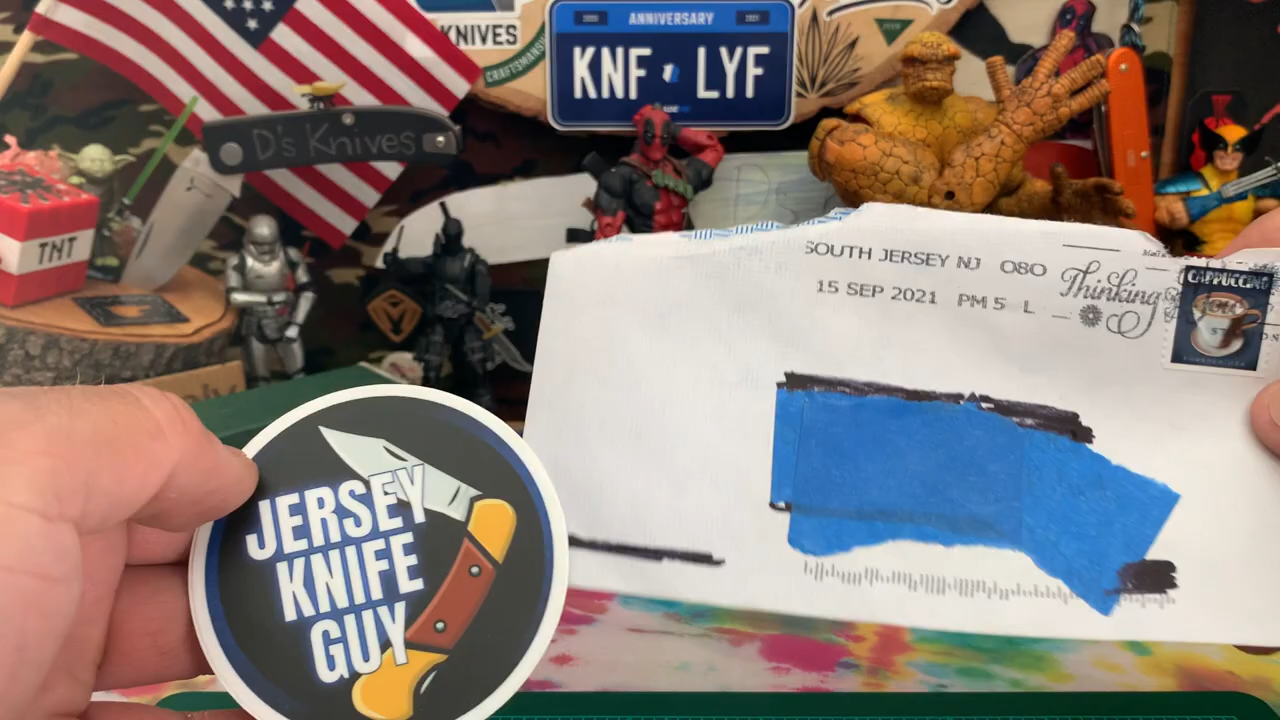 KNIVES
CRAFTSMANS
ANNIVERSARY
KNF LYF
D's Knives
TNT
SOUTH JERSEY NJ 080
15 SEP 2021 PM 5 L
Thinking
CAPPUCCINO
JERSEY
KNIFE
GUY